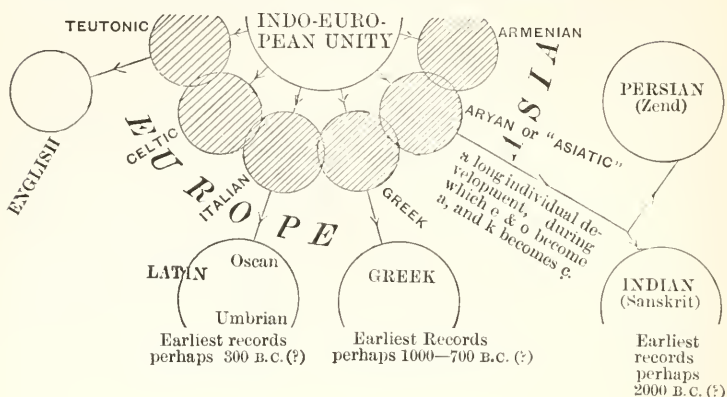 TEUTONIC
INDO-EURO-
PEAN UNITY
ARMENIAN
ASIA
PERSIAN
(Zend)
ENGLISH
CELTIC
EUROPE
ITALIAN
GREEK
ARYAN or "ASIATIC"
a long individual de-
velopment, during
which e & o become
a, and k becomes ç.
LATIN
Oscan
Umbrian
GREEK
INDIAN
(Sanskrit)
Earliest records
perhaps 300 B.C. (?)
Earliest Records
perhaps 1000—700 B.C. (?)
Earliest
records
perhaps
2000 B.C. (?)